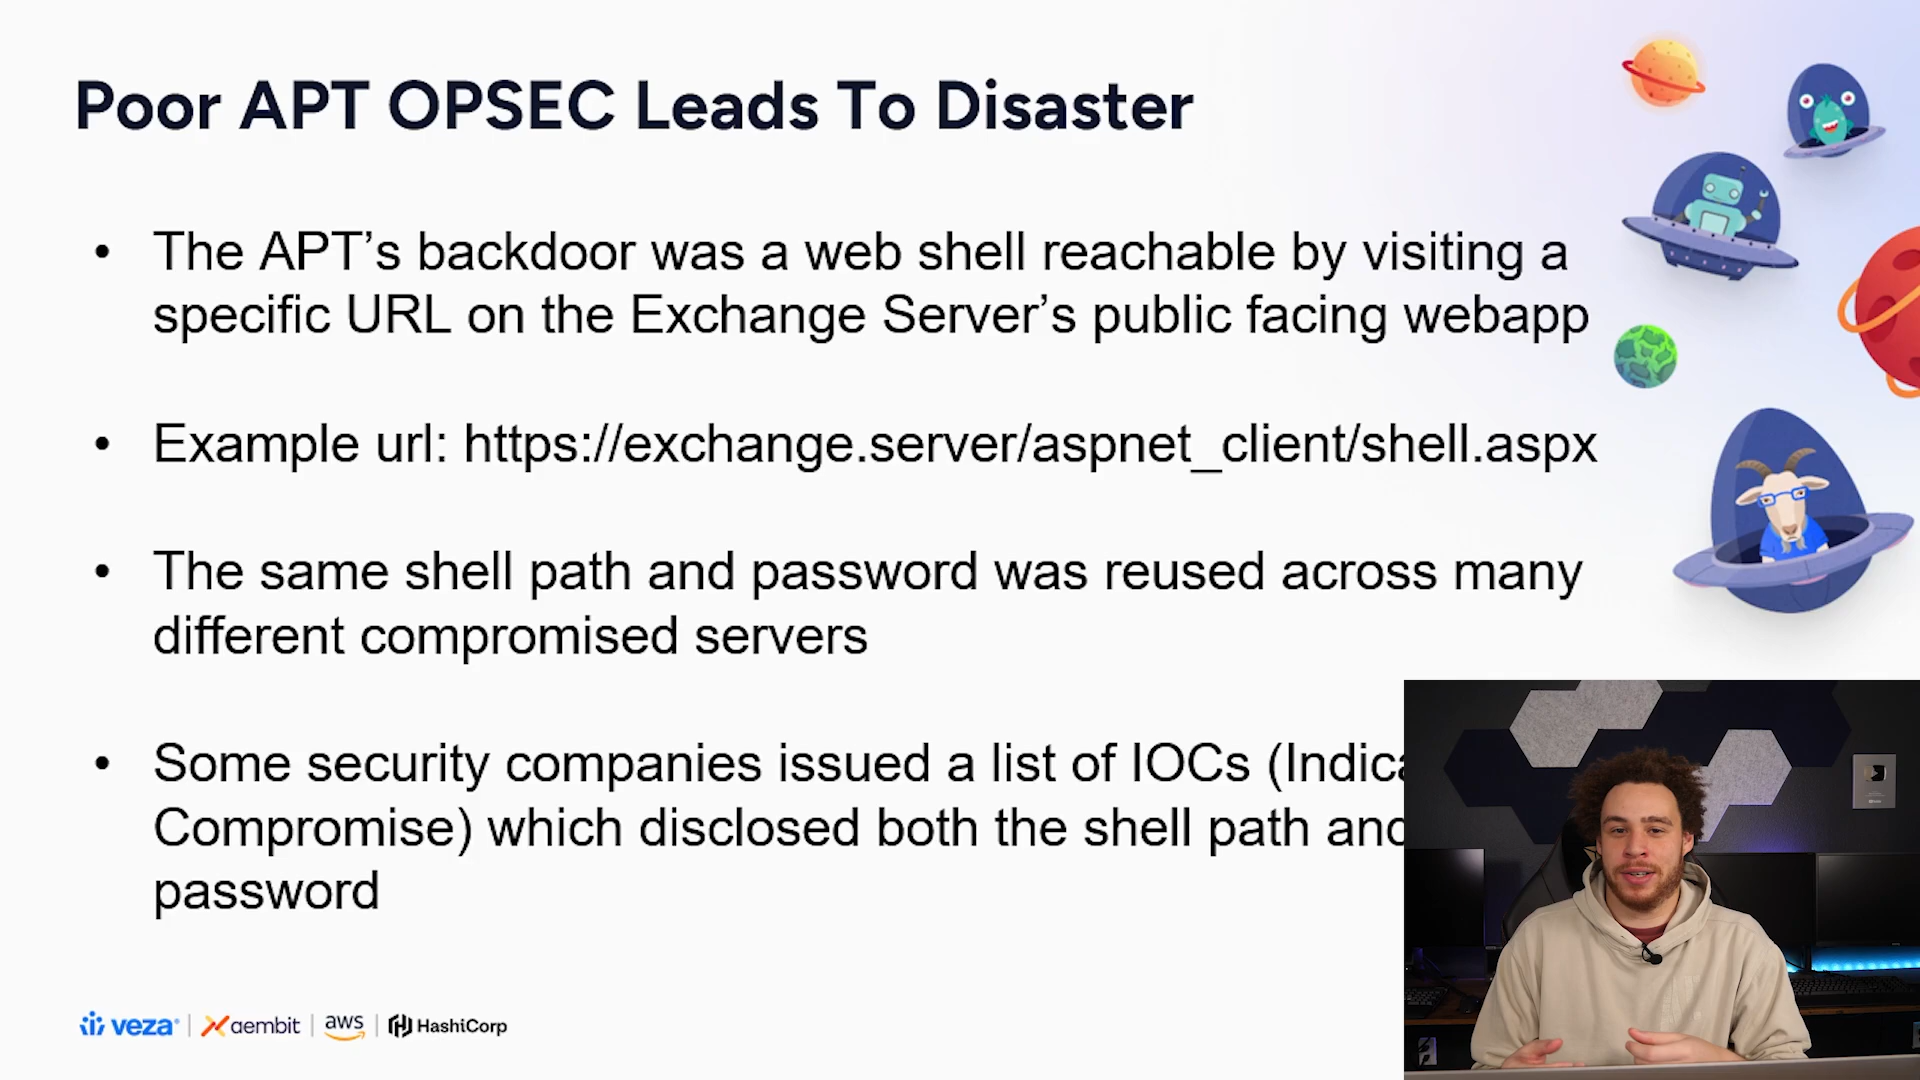 Poor APT OPSEC Leads To Disaster
• The APT’s backdoor was a web shell reachable by visiting a
specific URL on the Exchange Server’s public facing webapp
• Example url: https://exchange.server/aspnet_client/shell.aspx
• The same shell path and password was reused across many
different compromised servers
• Some security companies issued a list of IOCs (Indica
Compromise) which disclosed both the shell path and
password
veza | aembit | aws | HashiCorp